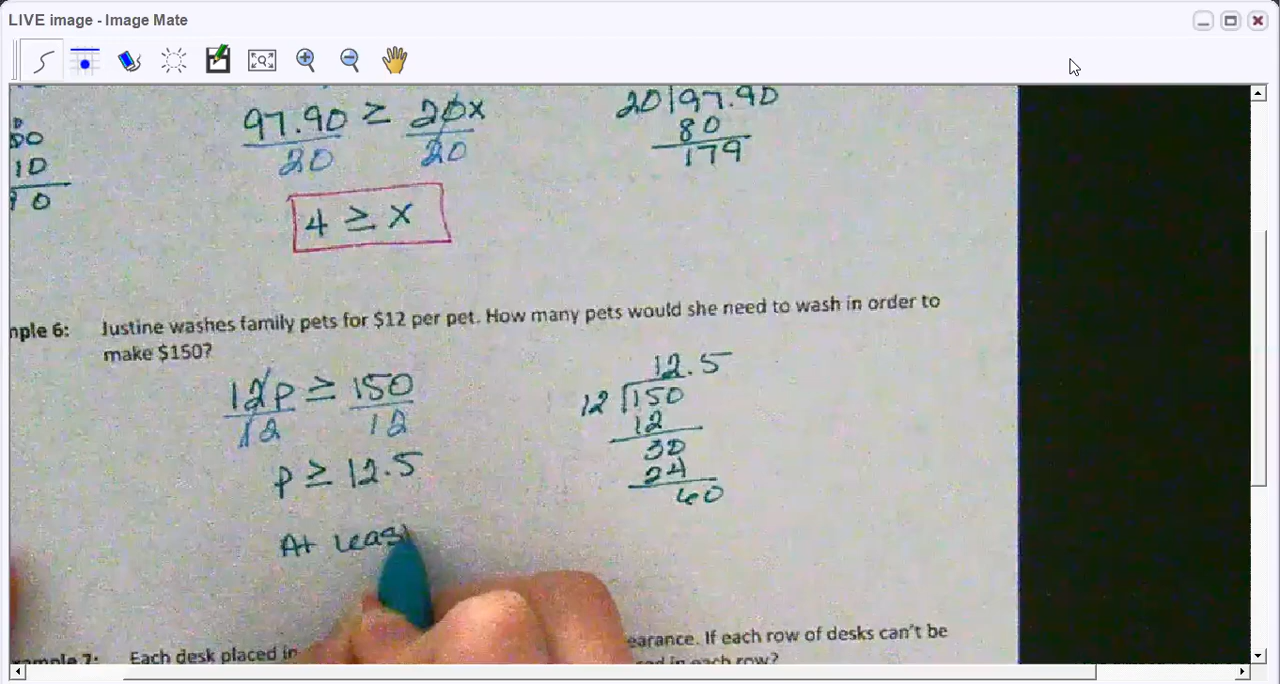 LIVE image - Image Mate
97.90 ≥ 20x
20 20
4 ≥ x
20 97.90
80
179
10
Justine washes family pets for $12 per pet. How many pets would she need to wash in order to
make $150?
12p ≥ 150
12 12
p ≥ 12.5
At least
12.5
12 150
12
30
24
60
Each desk placed in
If each row of desks can't be
in each row?